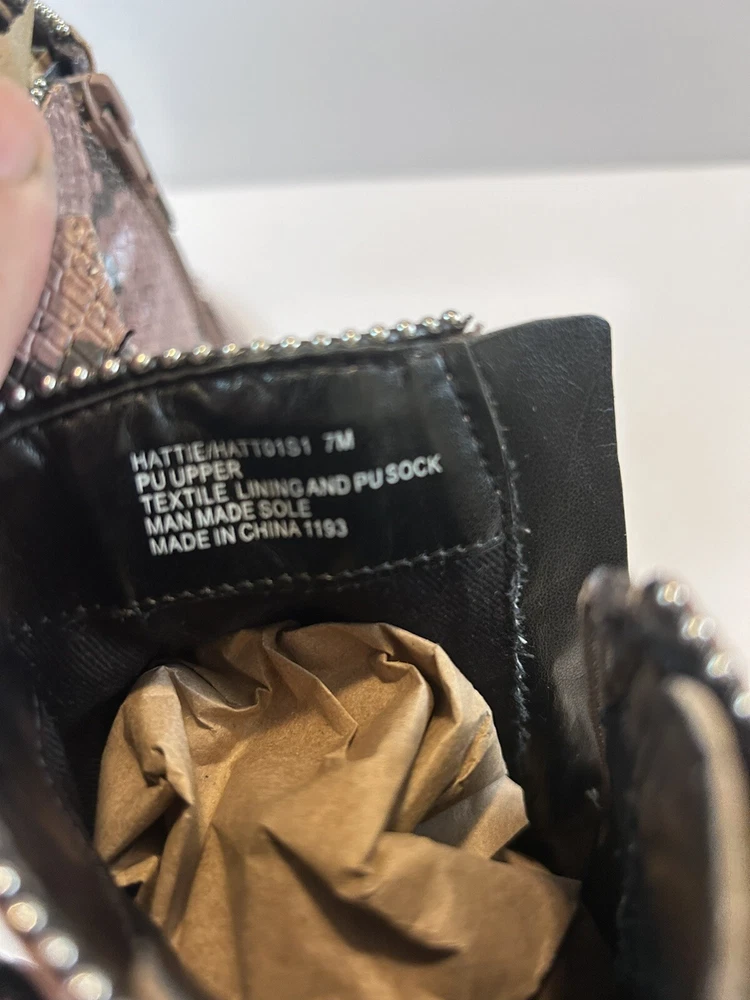 HATTIE/HATT01S1 7M
PU UPPER
TEXTILE LINING AND PU SOCK
MAN MADE SOLE
MADE IN CHINA 1193